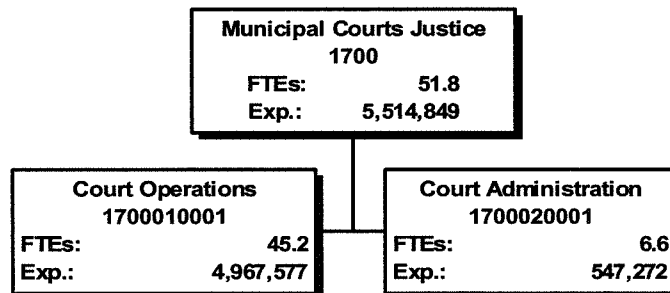 Municipal Courts Justice
1700
FTEs: 51.8
Exp.: 5,514,849
Court Operations
1700010001
FTEs: 45.2
Exp.: 4,967,577
Court Administration
1700020001
FTEs: 6.6
Exp.: 547,272